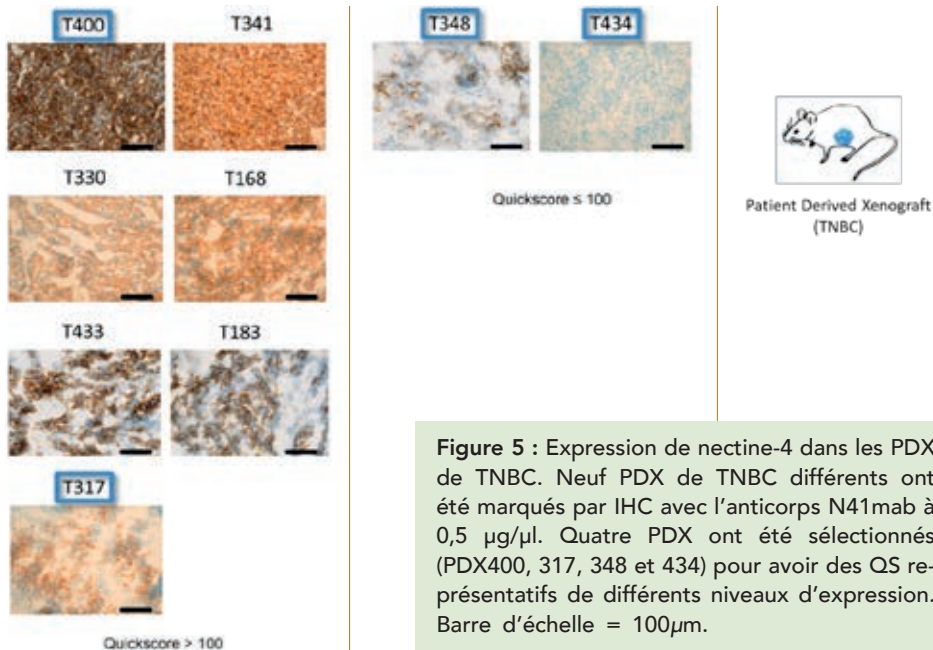 T400 T341
T330 T168
T433 T183
T317
Quickscore > 100
T348 T434
Quickscore ≤ 100
Patient Derived Xenograft
(TNBC)
Figure 5 : Expression de nectine-4 dans les PDX
de TNBC. Neuf PDX de TNBC différents ont
été marqués par IHC avec l'anticorps N41mab à
0,5 µg/µl. Quatre PDX ont été sélectionnés
(PDX400, 317, 348 et 434) pour avoir des QS re-
présentatifs de différents niveaux d'expression.
Barre d'échelle = 100µm.